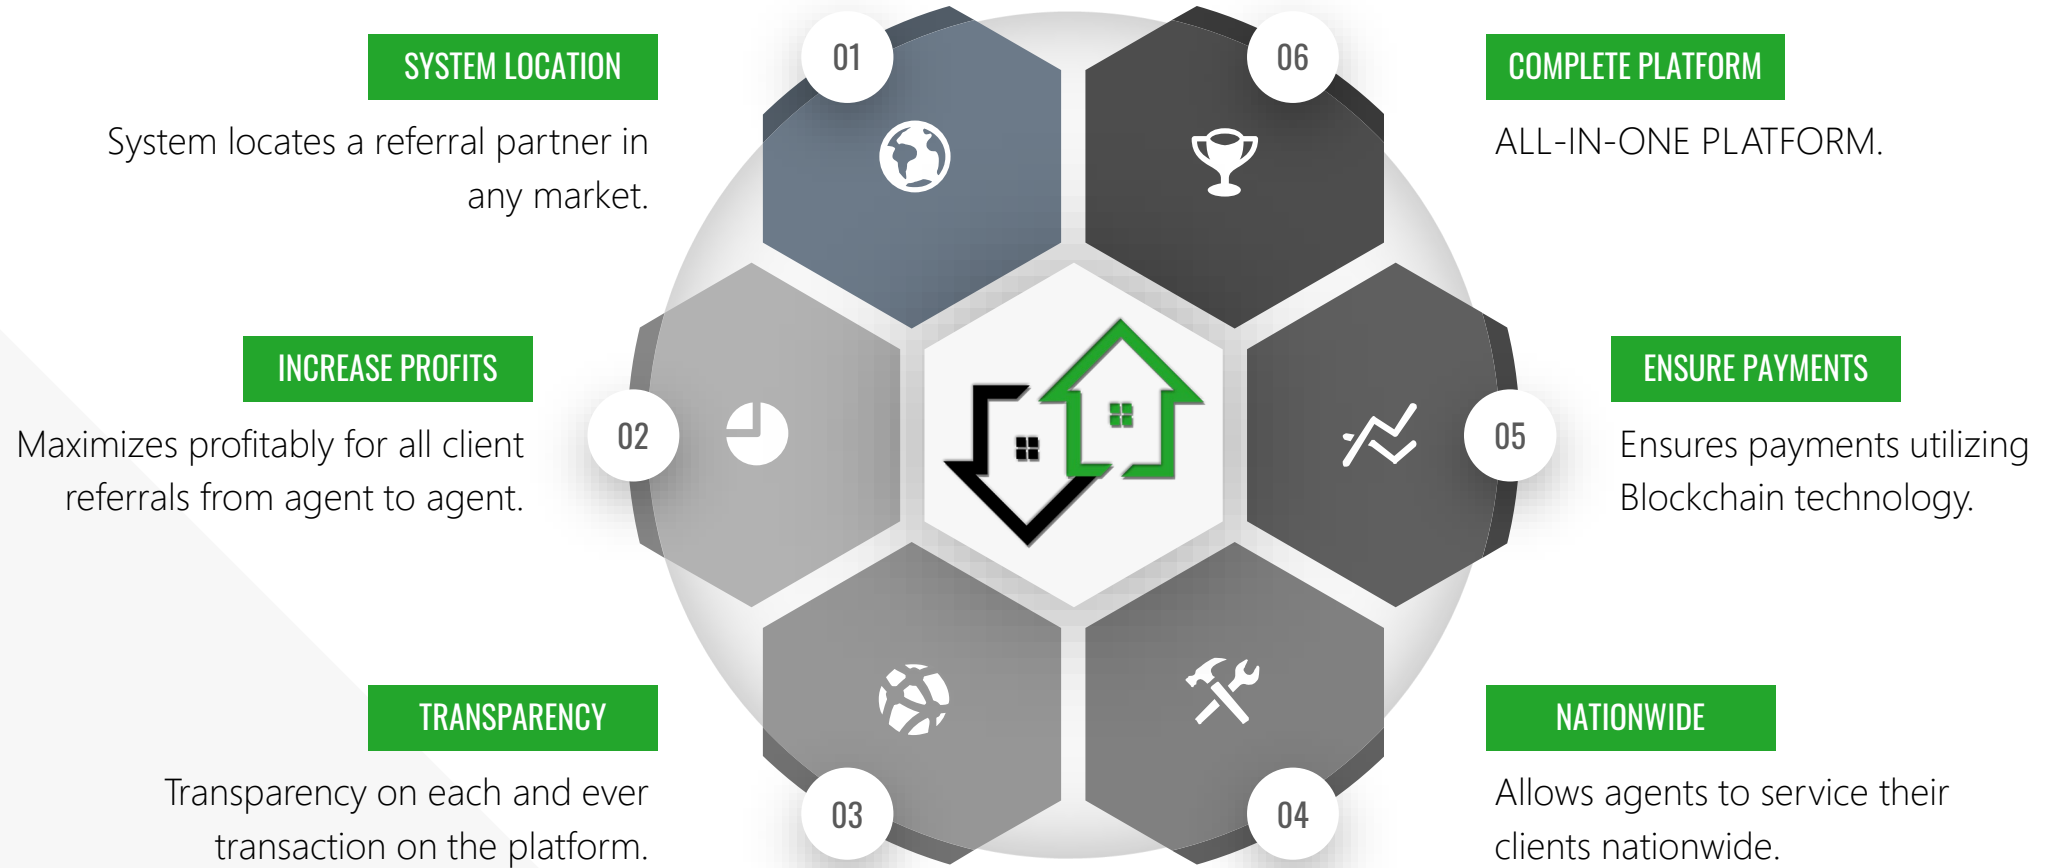 01
SYSTEM LOCATION
System locates a referral partner in
any market.
02
INCREASE PROFITS
Maximizes profitably for all client
referrals from agent to agent.
03
TRANSPARENCY
Transparency on each and ever
transaction on the platform.
04
NATIONWIDE
Allows agents to service their
clients nationwide.
05
ENSURE PAYMENTS
Ensures payments utilizing
Blockchain technology.
06
COMPLETE PLATFORM
ALL-IN-ONE PLATFORM.